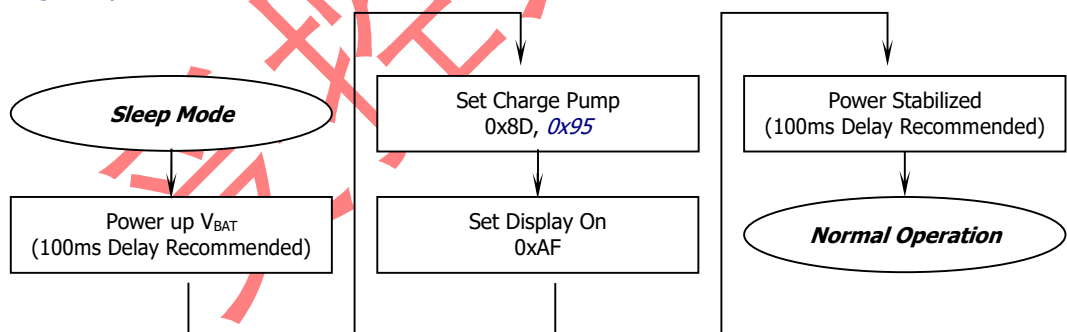 Sleep Mode
Power up VBAT
(100ms Delay Recommended)
Set Charge Pump
0x8D, 0x95
Set Display On
0xAF
Power Stabilized
(100ms Delay Recommended)
Normal Operation